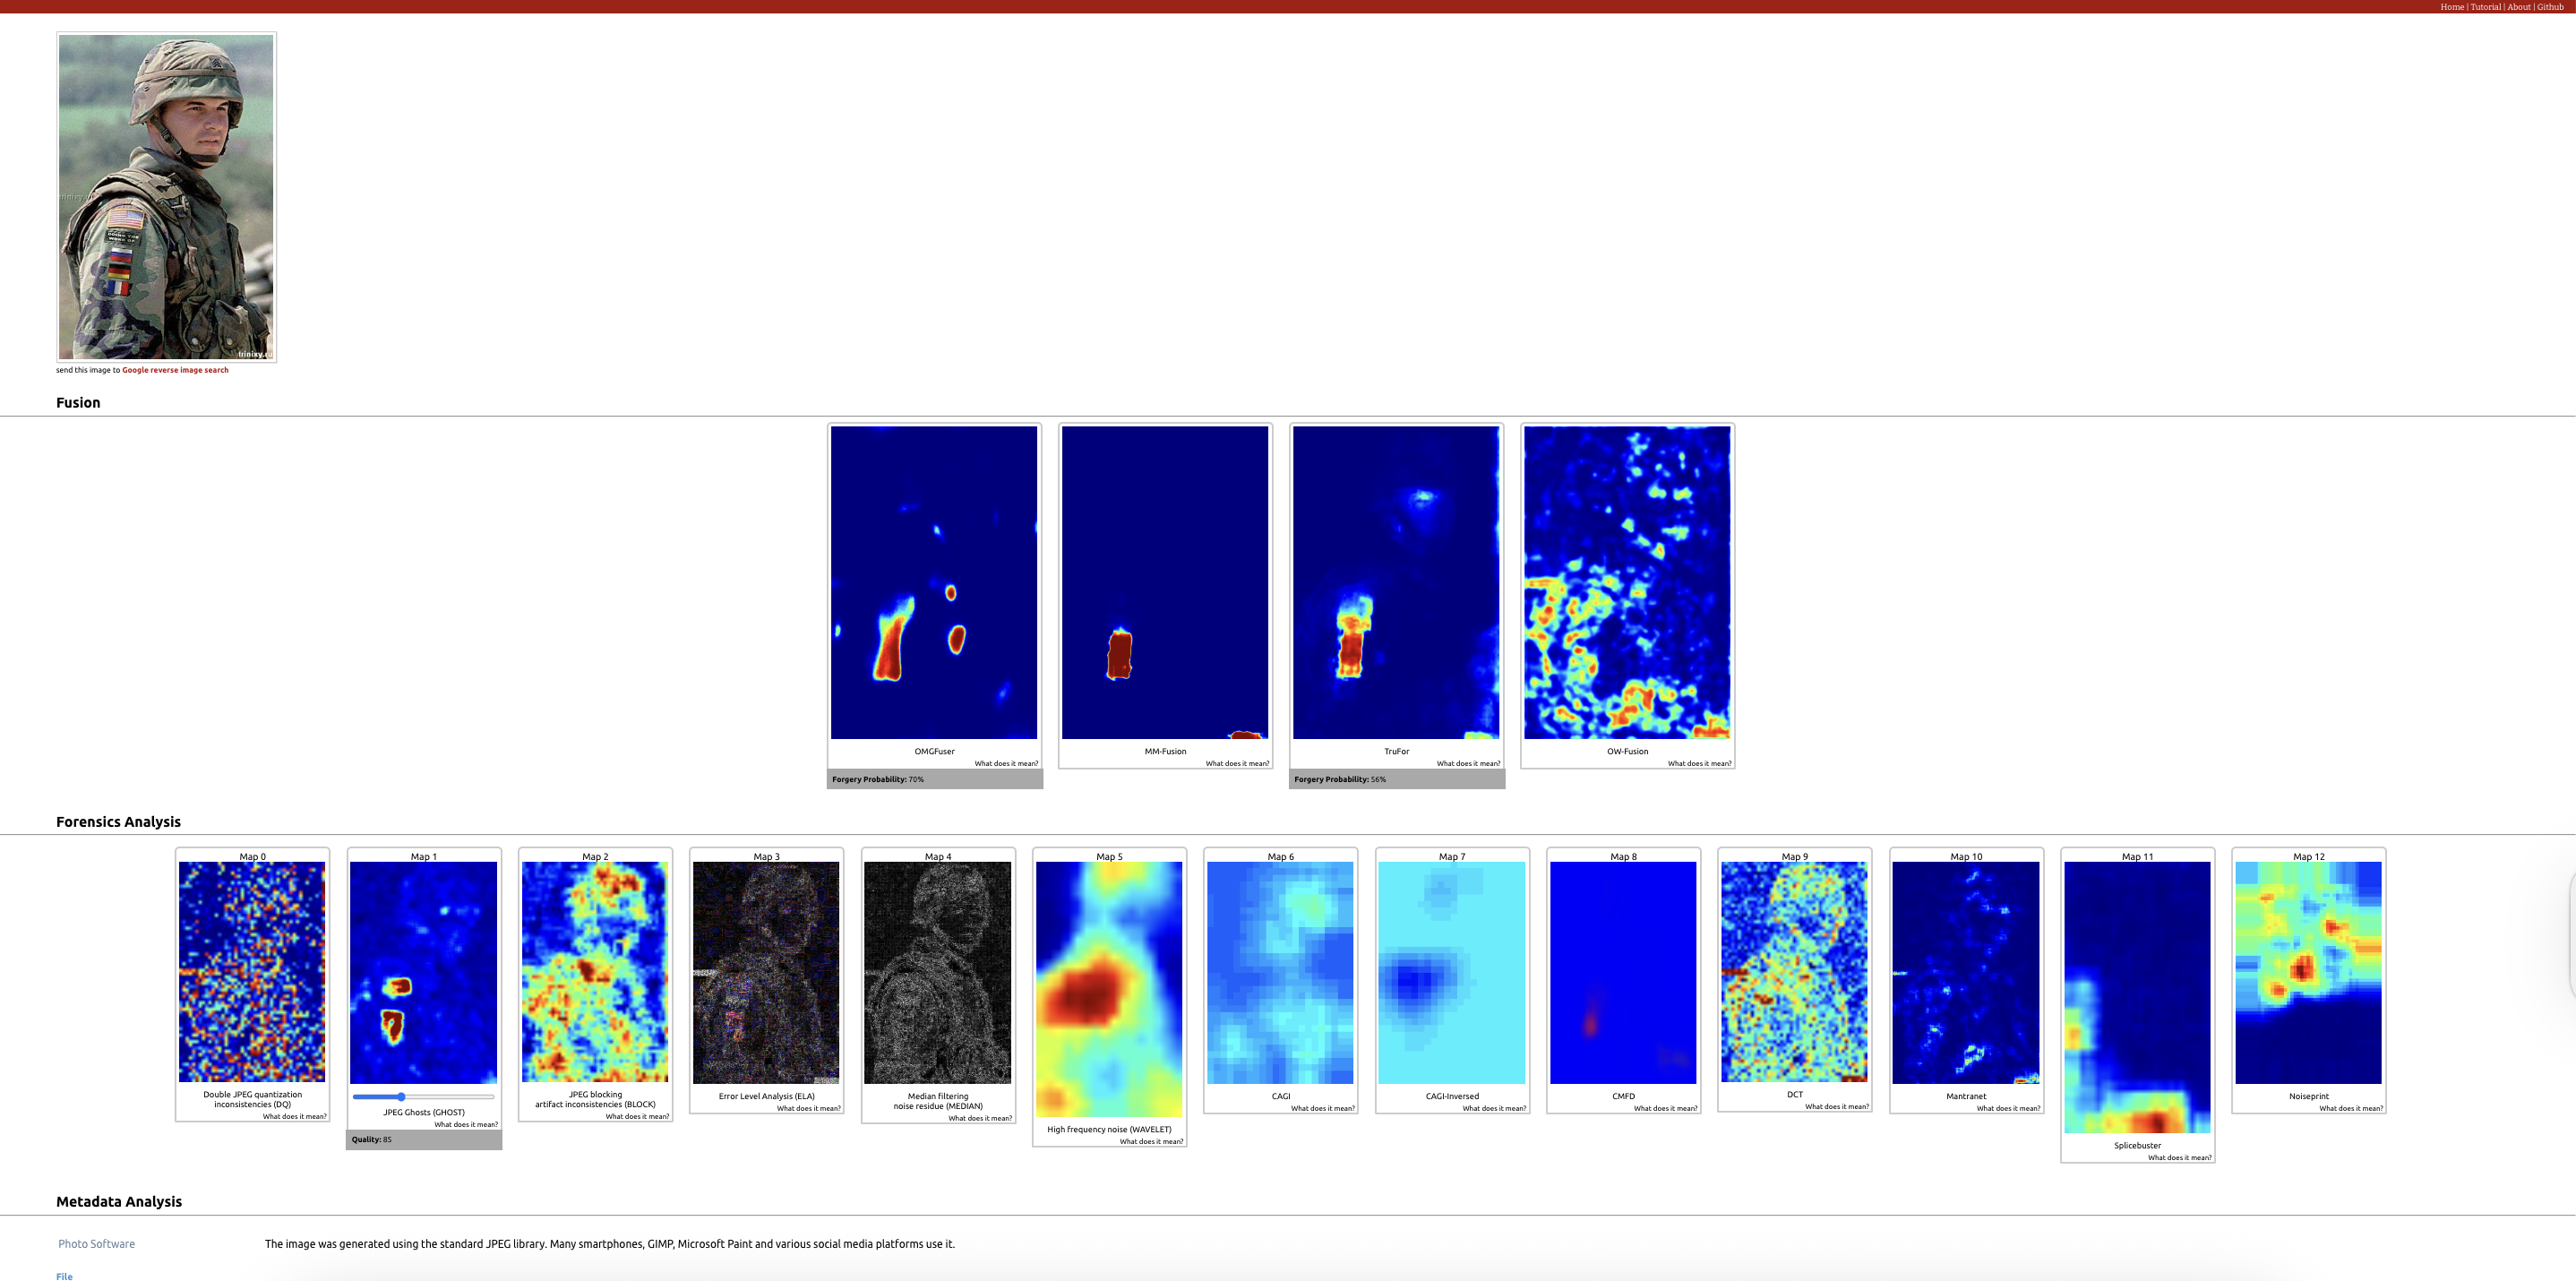 Home | Tutorial | About | Github
trinixy.ru
send this image to Google reverse image search
Fusion
OMGFuser
What does it mean?
Forgery Probability: 70%
MM-Fusion
What does it mean?
TruFor
What does it mean?
Forgery Probability: 56%
OW-Fusion
What does it mean?
Forensics Analysis
Map 0
Double JPEG quantization
inconsistencies (DQ)
What does it mean?
Map 1
JPEG Ghosts (GHOST)
What does it mean?
Quality: 85
Map 2
JPEG blocking
artifact inconsistencies (BLOCK)
What does it mean?
Map 3
Error Level Analysis (ELA)
What does it mean?
Map 4
Median filtering
noise residue (MEDIAN)
What does it mean?
Map 5
High frequency noise (WAVELET)
What does it mean?
Map 6
CAGI
What does it mean?
Map 7
CAGI-Inversed
What does it mean?
Map 8
CMFD
What does it mean?
Map 9
DCT
What does it mean?
Map 10
Mantranet
What does it mean?
Map 11
Splicebuster
What does it mean?
Map 12
Noiseprint
What does it mean?
Metadata Analysis
Photo Software
The image was generated using the standard JPEG library. Many smartphones, GIMP, Microsoft Paint and various social media platforms use it.
File